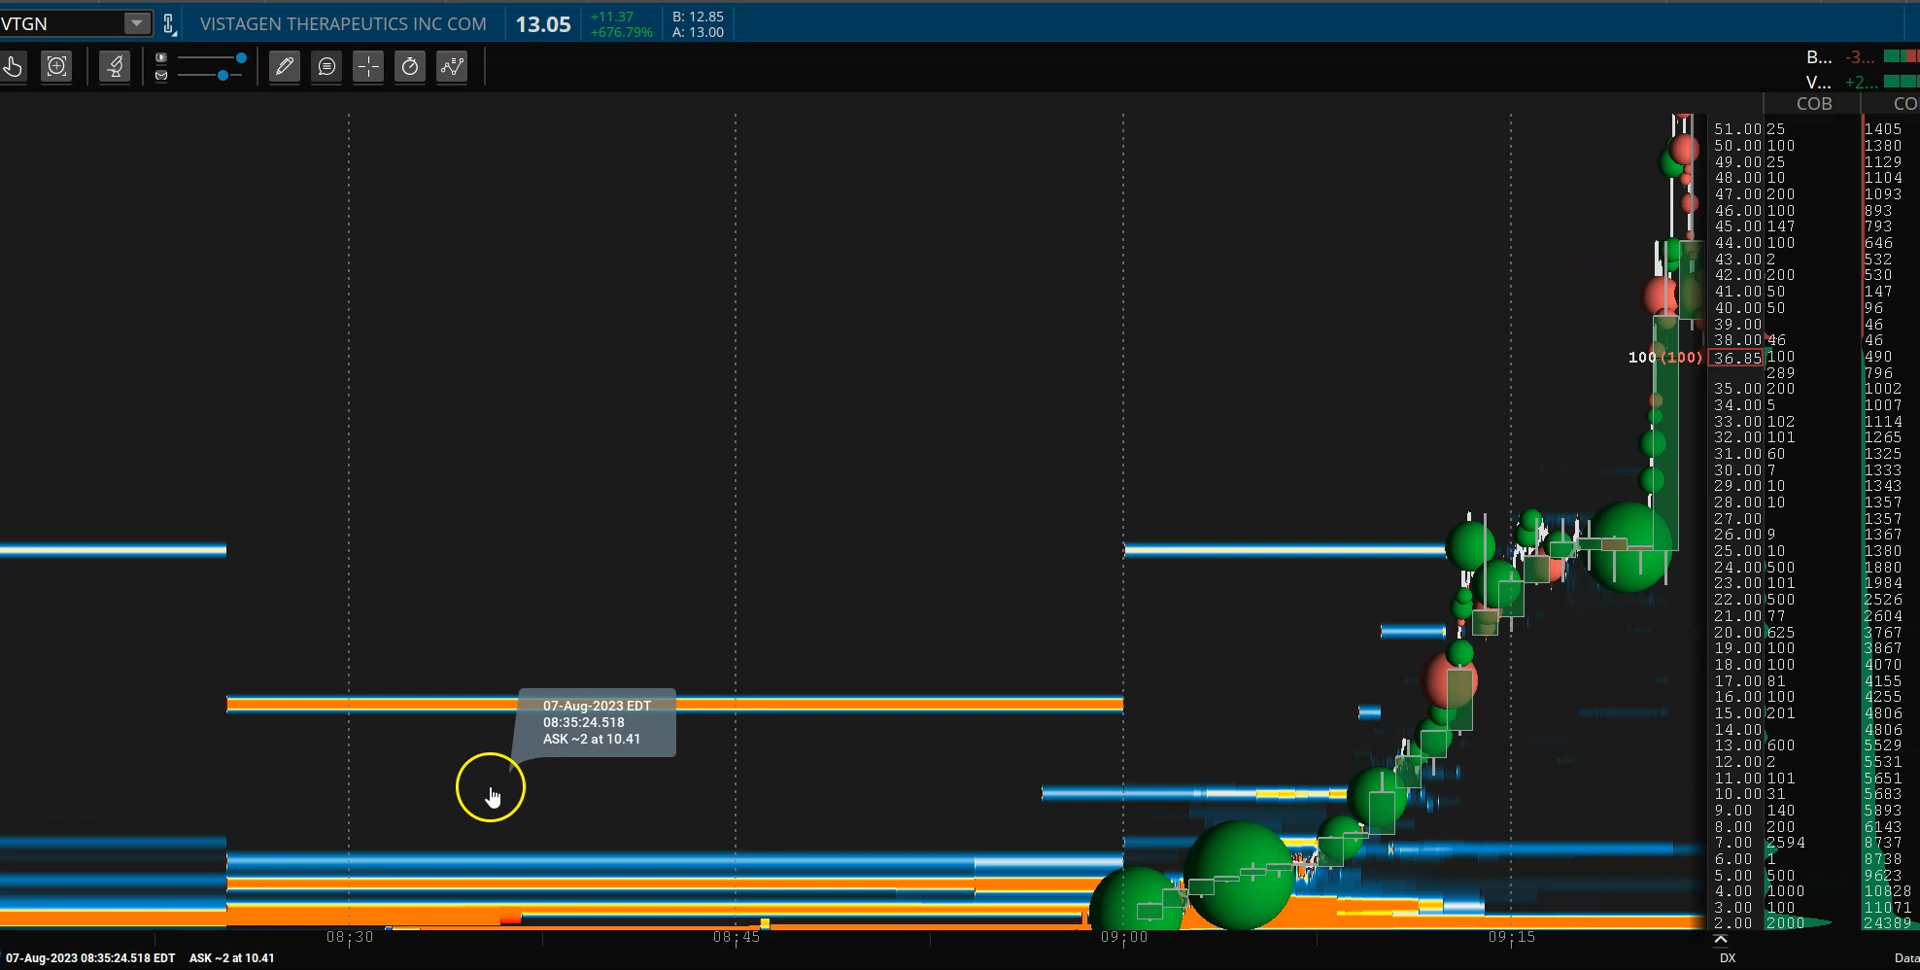 VTGN
VISTAGEN THERAPEUTICS INC COM
13.05
+11.37
+676.79%
B: 12.85
A: 13.00
B... -3...
V... +2...
COB CO
51.00 25 1405
50.00 100 1380
49.00 25 1129
48.00 10 1104
47.00 200 1093
46.00 100 893
45.00 147 793
44.00 100 646
43.00 2 532
42.00 200 530
41.00 50 147
40.00 50 96
39.00 46
38.00 46 46
100 (100) 36.85 100 490
289 796
35.00 200 1002
34.00 5 1007
33.00 102 1114
32.00 101 1265
31.00 60 1325
30.00 7 1333
29.00 10 1343
28.00 10 1357
27.00 1357
26.00 9 1367
25.00 10 1380
24.00 500 1880
23.00 101 1984
22.00 500 2526
21.00 77 2604
20.00 625 3767
19.00 100 3867
18.00 100 4070
17.00 81 4155
16.00 100 4255
15.00 201 4806
14.00 4806
13.00 600 5529
12.00 2 5531
11.00 101 5651
10.00 31 5683
9.00 140 5893
8.00 200 6143
7.00 2594 8737
6.00 1 8738
5.00 500 9623
4.00 1000 10828
3.00 100 11071
2.00 2000 24389
07-Aug-2023 EDT
08:35:24.518
ASK ~2 at 10.41
08:30 08:45 09:00 09:15
07-Aug-2023 08:35:24.518 EDT ASK ~2 at 10.41
DX Data